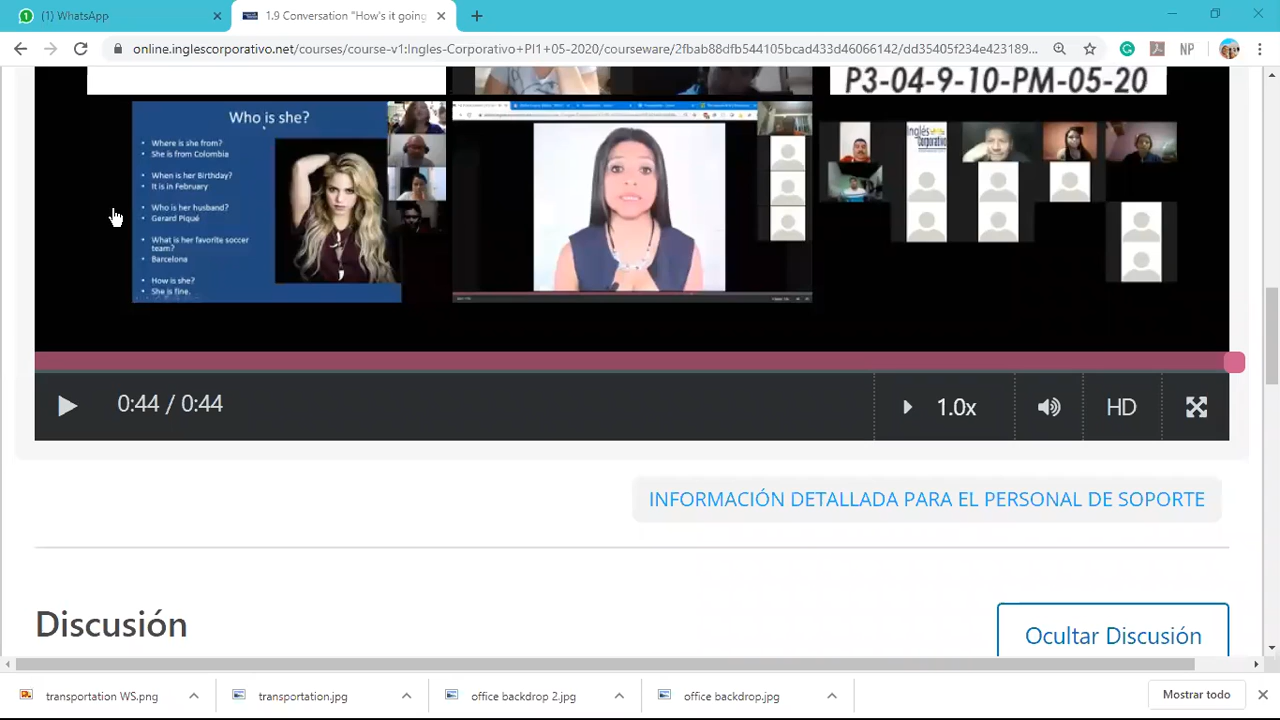 (1) WhatsApp
1.9 Conversation "How's it going
online.inglescorporativo.net/courses/course-v1:Ingles-Corporativo+PI1+05-2020/courseware/2fbab88dfb544105bcad433d46066142/dd35405f234e423189...
NP
P3-04-9-10-PM-05-20
Who is she?
Where is she from?
She is from Colombia
When is her Birthday?
It is in February
Who is her husband?
Gerard Piqué
What is her favorite soccer
team?
Barcelona
How is she?
She is fine.
Inglés
Corporativo
0:44 / 0:44
1.0x
HD
INFORMACIÓN DETALLADA PARA EL PERSONAL DE SOPORTE
Discusión
Ocultar Discusión
transportation WS.png
transportation.jpg
office backdrop 2.jpg
office backdrop.jpg
Mostrar todo